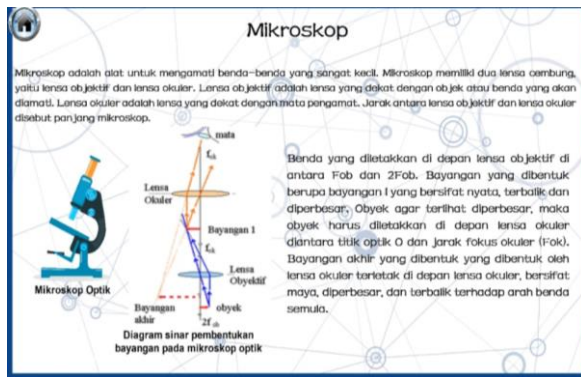 Mikroskop
Mikroskop adalah alat untuk mengamati benda-benda yang sangat kecil. Mikroskop memiliki dua lensa cembung,
yaitu lensa objektif dan lensa okuler. Lensa objektif adalah lensa yang dekat dengan objek atau benda yang akan
diamati. Lensa okuler adalah lensa yang dekat dengan mata pengamat. Jarak antara lensa objektif dan lensa okuler
disebut panjang mikroskop.
mata
f_ok
Lensa
Okuler
Bayangan 1
f_ok
Lensa
Obyektif
Bayangan
akhir
obyek
2f_ob
Mikroskop Optik
Diagram sinar pembentukan
bayangan pada mikroskop optik
Benda yang diletakkan di depan lensa objektif di
antara Fob dan 2Fob. Bayangan yang dibentuk
berupa bayangan I yang bersifat nyata, terbalik dan
diperbesar. Obyek agar terlihat diperbesar, maka
obyek harus diletakkan di depan lensa okuler
diantara titik optik O dan jarak fokus okuler (Fok).
Bayangan akhir yang dibentuk yang dibentuk oleh
lensa okuler terletak di depan lensa okuler, bersifat
maya, diperbesar, dan terbalik terhadap arah benda
semula.